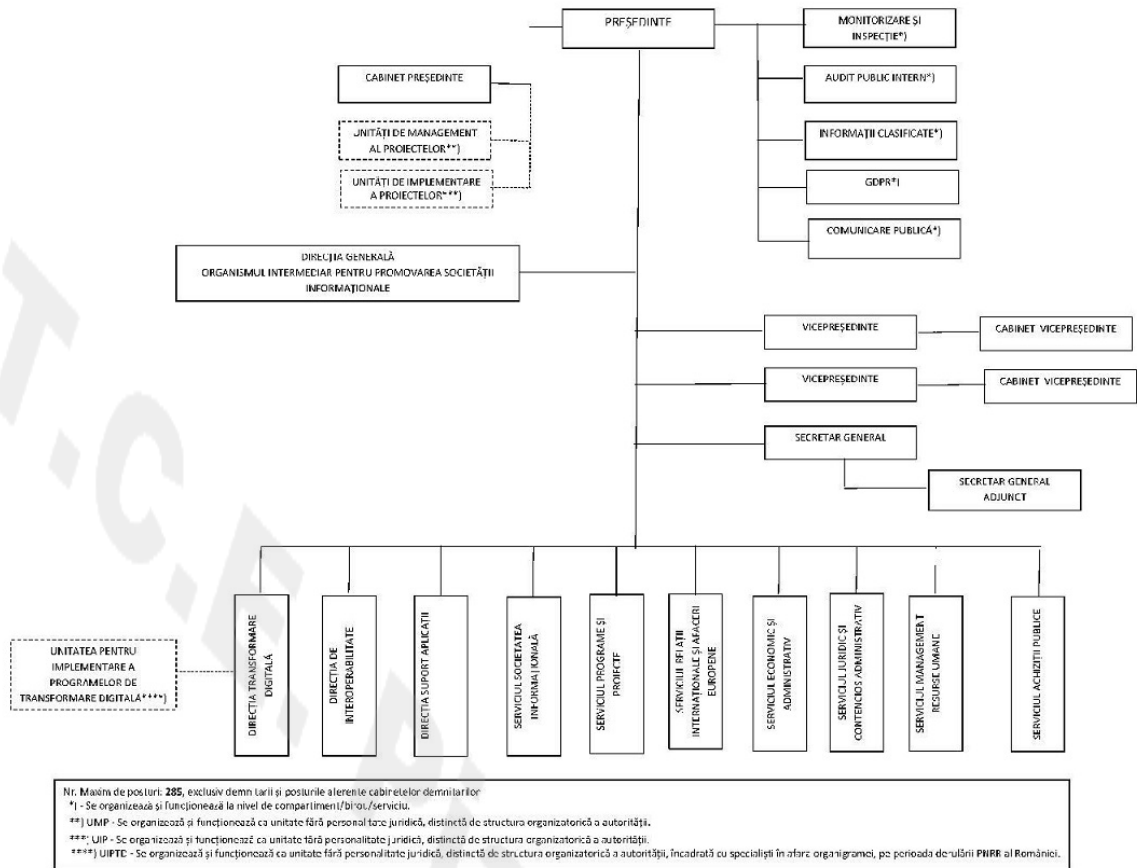 PREȘEDINTE
MONITORIZARE ȘI
INSPECȚIE*)
CABINET PREȘEDINTE
AUDIT PUBLIC INTERN*)
UNITĂȚI DE MANAGEMENT
AL PROIECTELOR**)
INFORMAȚII CLASIFICATE*)
UNITĂȚI DE IMPLEMENTARE
A PROIECTELOR***)
GDPR*)
COMUNICARE PUBLICĂ*)
DIRECȚIA GENERALĂ
ORGANISMUL INTERMEDIAR PENTRU PROMOVAREA SOCIETĂȚII
INFORMAȚIONALE
VICEPREȘEDINTE
CABINET VICEPREȘEDINTE
VICEPREȘEDINTE
CABINET VICEPREȘEDINTE
SECRETAR GENERAL
SECRETAR GENERAL
ADJUNCT
UNITATEA PENTRU
IMPLEMENTARE A
PROGRAMELOR DE
TRANSFORMARE DIGITALĂ****)
DIRECȚIA TRANSFORMARE
DIGITALĂ
DIRECȚIA DE
INTEROPERABILITATE
DIRECȚIA SUPORT APLICAȚII
SERVICIUL SOCIETATEA
INFORMAȚIONALĂ
SERVICIUL PROGRAME ȘI
PROIECTE
SERVICIUL RELAȚII
INTERNAȚIONALE ȘI AFACERI
EUROPENE
SERVICIUL ECONOMIC ȘI
ADMINISTRATIV
SERVICIUL JURIDIC ȘI
CONTENCIOS ADMINISTRATIV
SERVICIUL MANAGEMENT
RESURSE UMANE
SERVICIUL ACHIZIȚII PUBLICE
Nr. Maxim de posturi: 285, exclusiv demnitarii și posturile aferente cabinetelor demnitarilor
*) - Se organizează și funcționează la nivel de compartiment/birou/serviciu.
**) UMP - Se organizează și funcționează ca unitate fără personalitate juridică, distinctă de structura organizatorică a autorității.
***) UIP - Se organizează și funcționează ca unitate fără personalitate juridică, distinctă de structura organizatorică a autorității.
****) UIPTD - Se organizează și funcționează ca unitate fără personalitate juridică, distinctă de structura organizatorică a autorității, încadrată cu specialiști în afara organigramei, pe perioada derulării PNRR al României.